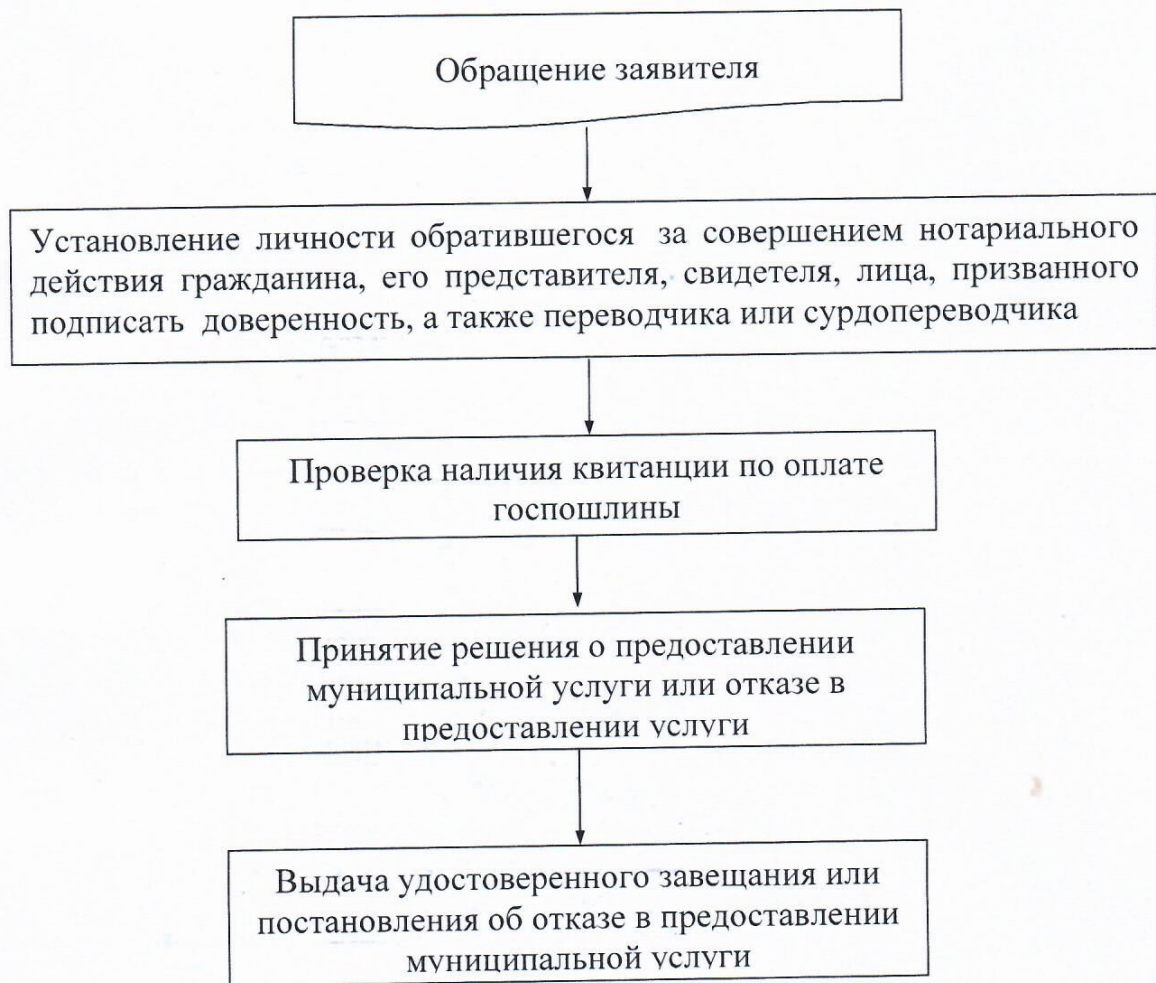 Обращение заявителя
Установление личности обратившегося за совершением нотариального
действия гражданина, его представителя, свидетеля, лица, призванного
подписать доверенность, а также переводчика или сурдопереводчика
Проверка наличия квитанции по оплате
госпошлины
Принятие решения о предоставлении
муниципальной услуги или отказе в
предоставлении услуги
Выдача удостоверенного завещания или
постановления об отказе в предоставлении
муниципальной услуги